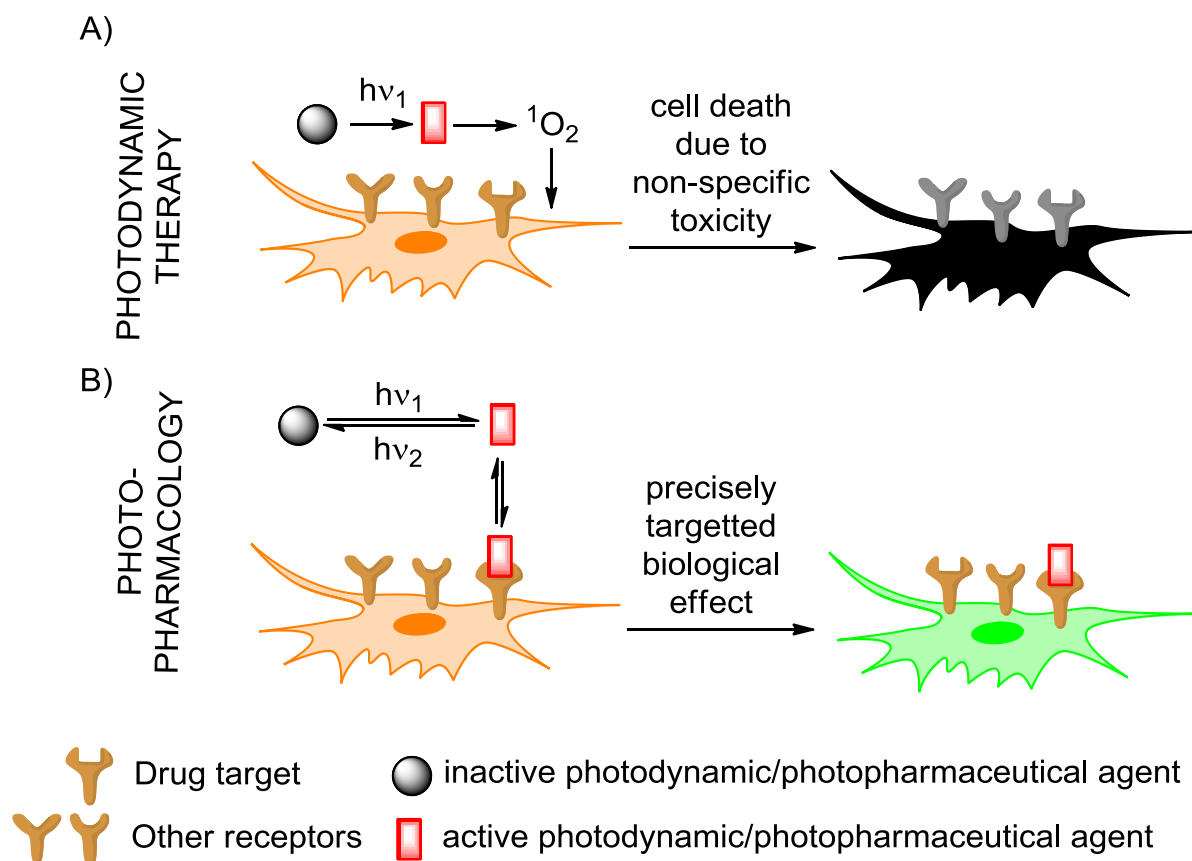 A)
PHOTODYNAMIC
THERAPY
hν₁
¹O₂
cell death
due to
non-specific
toxicity
B)
PHOTO-
PHARMACOLOGY
hν₁
hν₂
precisely
targetted
biological
effect
Drug target
inactive photodynamic/photopharmaceutical agent
Other receptors
active photodynamic/photopharmaceutical agent